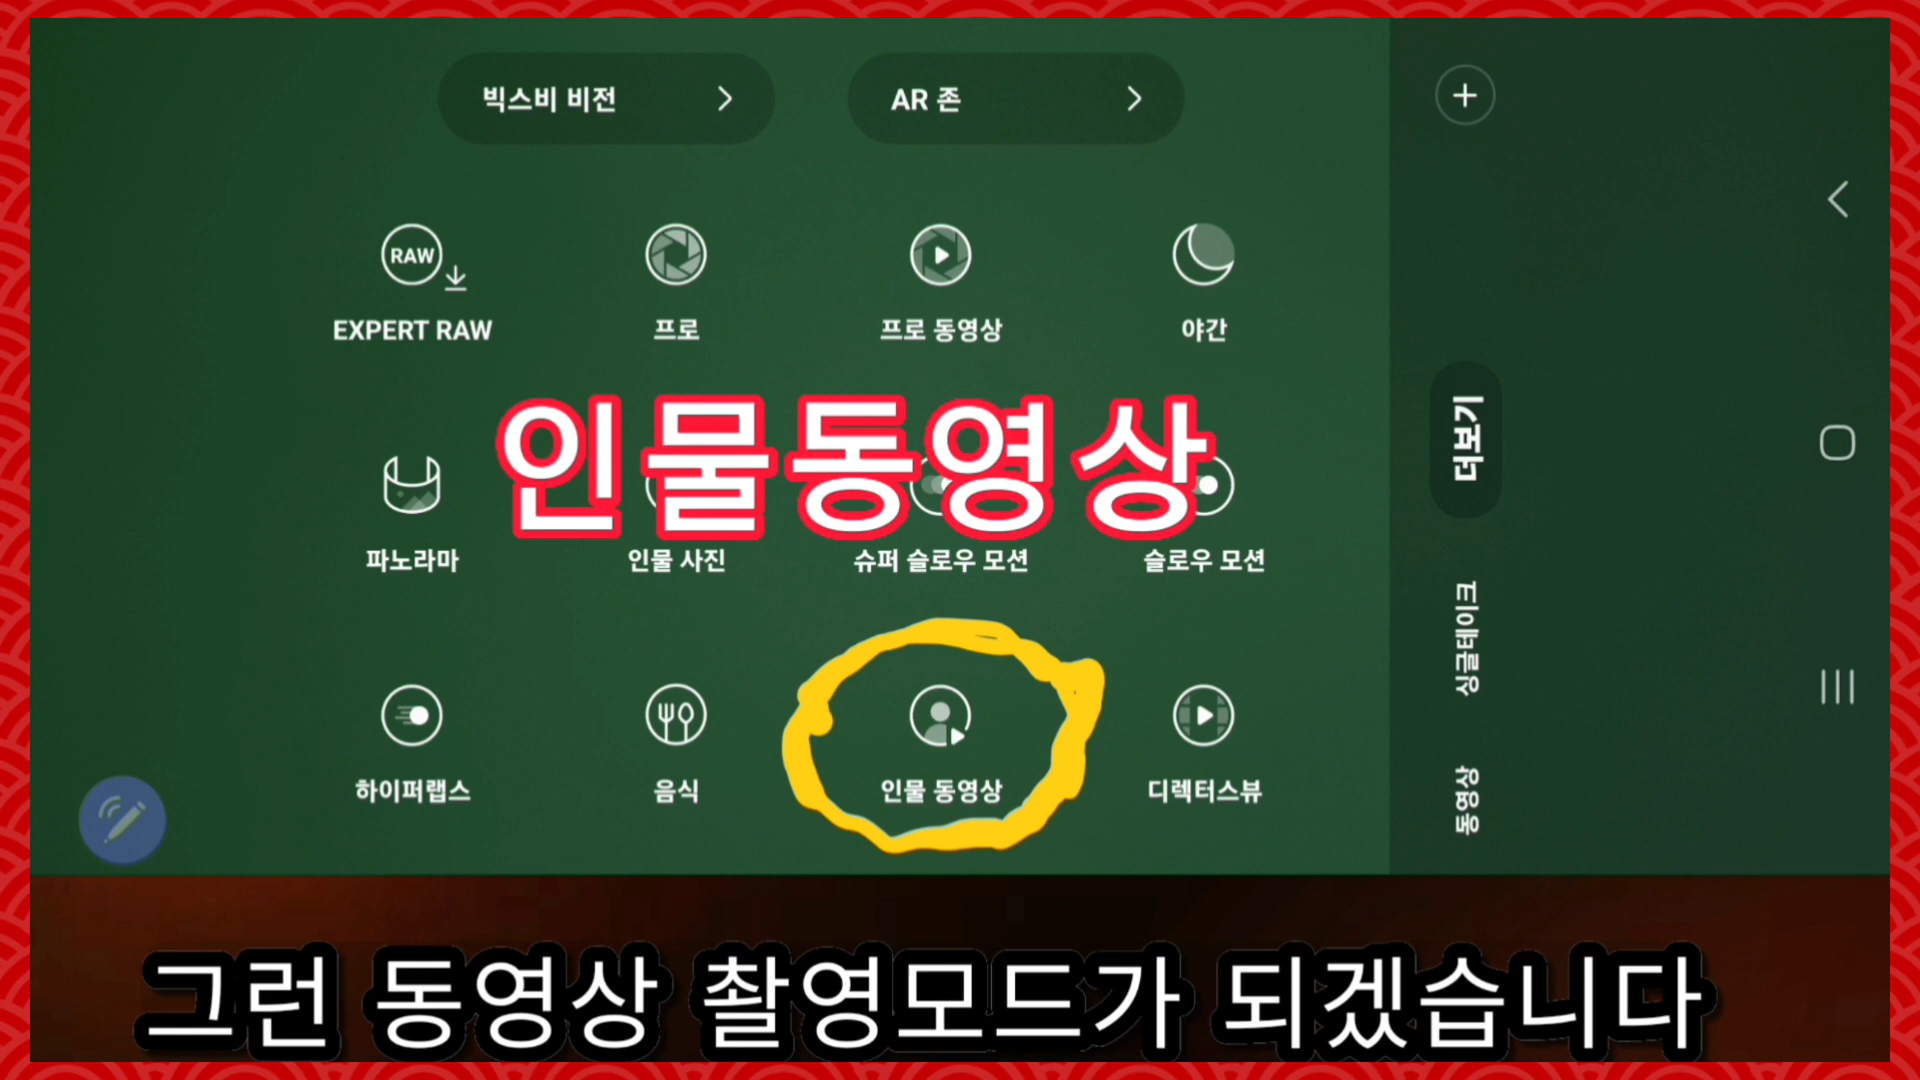 빅스비 비전
AR 존
RAW
EXPERT RAW
프로
프로 동영상
야간
인물동영상
더보기
파노라마
인물 사진
슈퍼 슬로우 모션
슬로우 모션
싱글테이크
하이퍼랩스
음식
인물 동영상
디렉터스뷰
동영상
그런 동영상 촬영모드가 되겠습니다